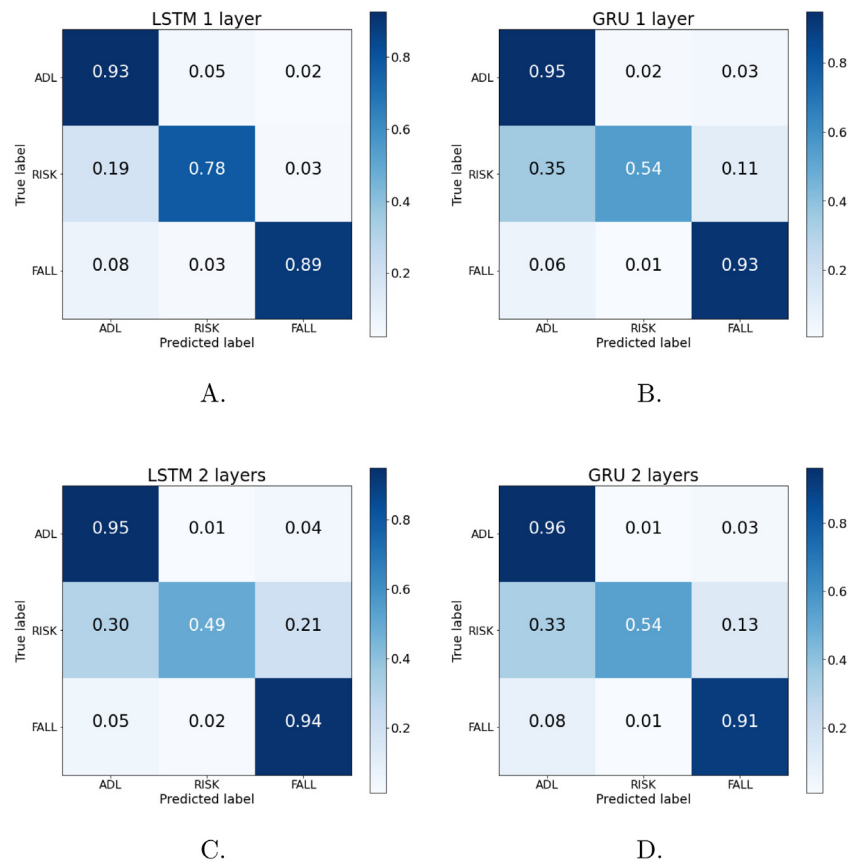 LSTM 1 layer
ADL 0.93 0.05 0.02
RISK 0.19 0.78 0.03
FALL 0.08 0.03 0.89
ADL RISK FALL
Predicted label
True label
0.8
0.6
0.4
0.2
A.
GRU 1 layer
ADL 0.95 0.02 0.03
RISK 0.35 0.54 0.11
FALL 0.06 0.01 0.93
ADL RISK FALL
Predicted label
True label
0.8
0.6
0.4
0.2
B.
LSTM 2 layers
ADL 0.95 0.01 0.04
RISK 0.30 0.49 0.21
FALL 0.05 0.02 0.94
ADL RISK FALL
Predicted label
True label
0.8
0.6
0.4
0.2
C.
GRU 2 layers
ADL 0.96 0.01 0.03
RISK 0.33 0.54 0.13
FALL 0.08 0.01 0.91
ADL RISK FALL
Predicted label
True label
0.8
0.6
0.4
0.2
D.